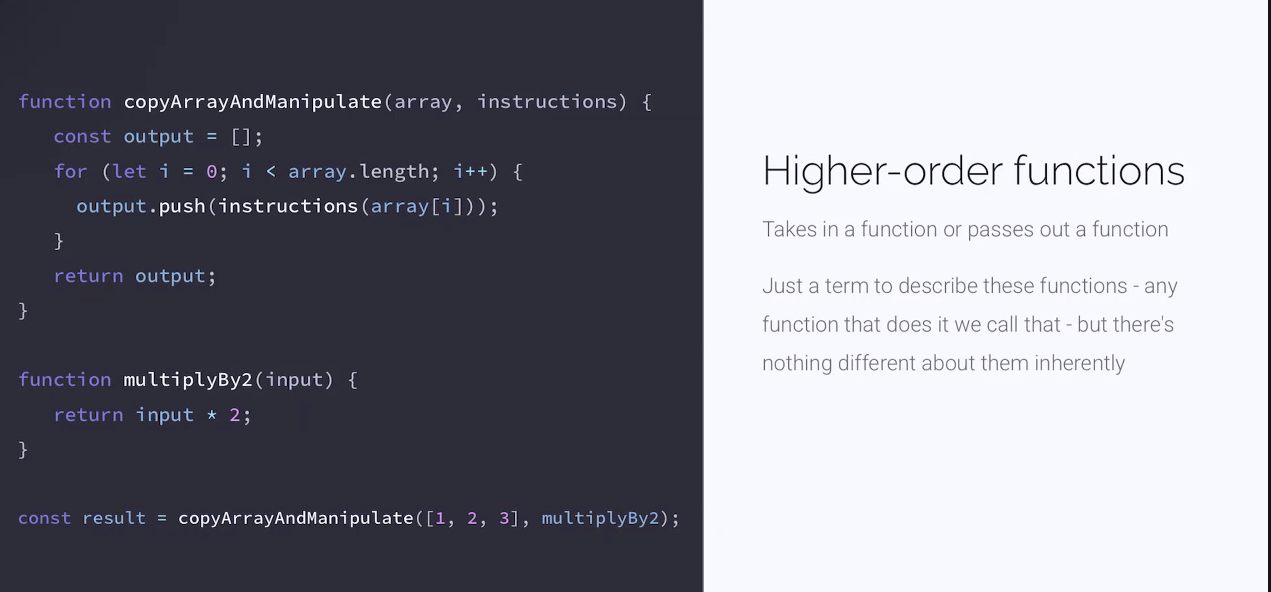 function copyArrayAndManipulate(array, instructions) {
const output = [];
for (let i = 0; i < array.length; i++) {
output.push(instructions(array[i]));
}
return output;
}
function multiplyBy2(input) {
return input * 2;
}
const result = copyArrayAndManipulate([1, 2, 3], multiplyBy2);
Higher-order functions
Takes in a function or passes out a function
Just a term to describe these functions - any
function that does it we call that - but there's
nothing different about them inherently